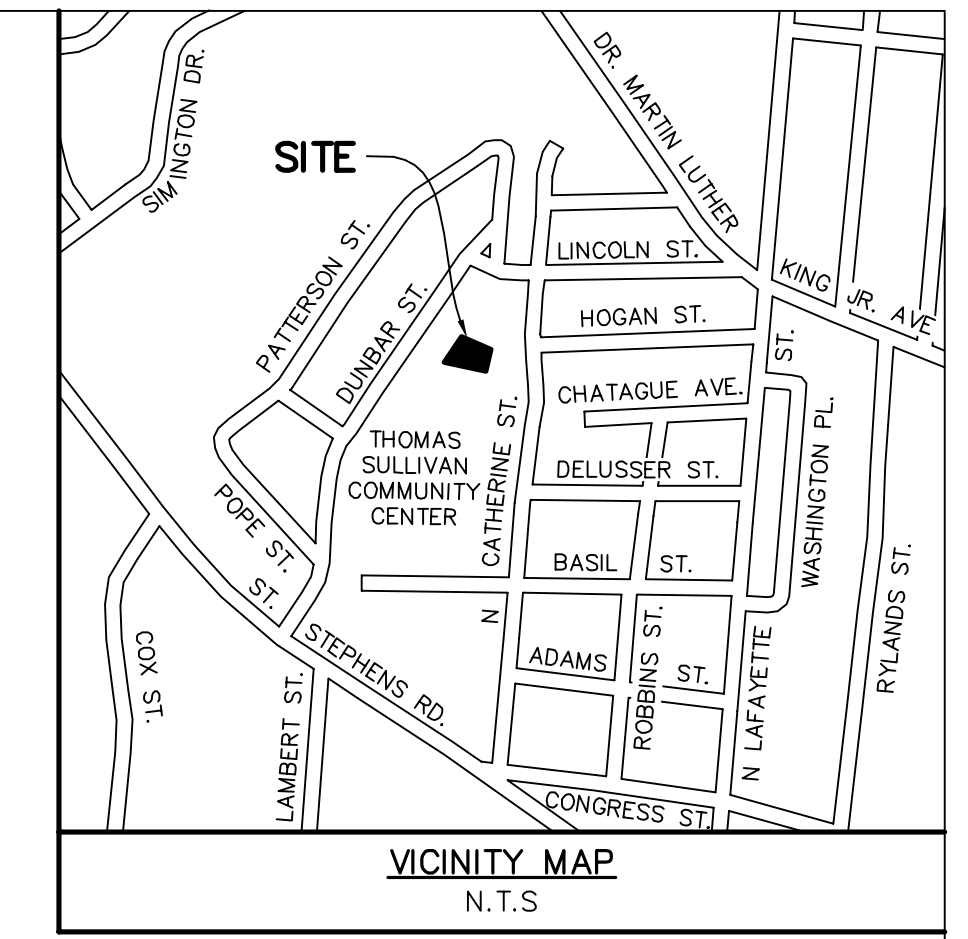 SIMINGTON DR.
DR. MARTIN LUTHER
KING JR. AVE.
SITE
PATTERSON ST.
DUNBAR ST.
LINCOLN ST.
HOGAN ST.
CHATAGUE AVE.
DELUSSER ST.
THOMAS
SULLIVAN
COMMUNITY
CENTER
N CATHERINE ST.
WASHINGTON PL.
POPE ST.
ST.
BASIL ST.
RYLANDS ST.
COX ST.
STEPHENS RD.
LAMBERT ST.
ADAMS ST.
ROBBINS ST.
N LAFAYETTE ST.
CONGRESS ST.
VICINITY MAP
N.T.S